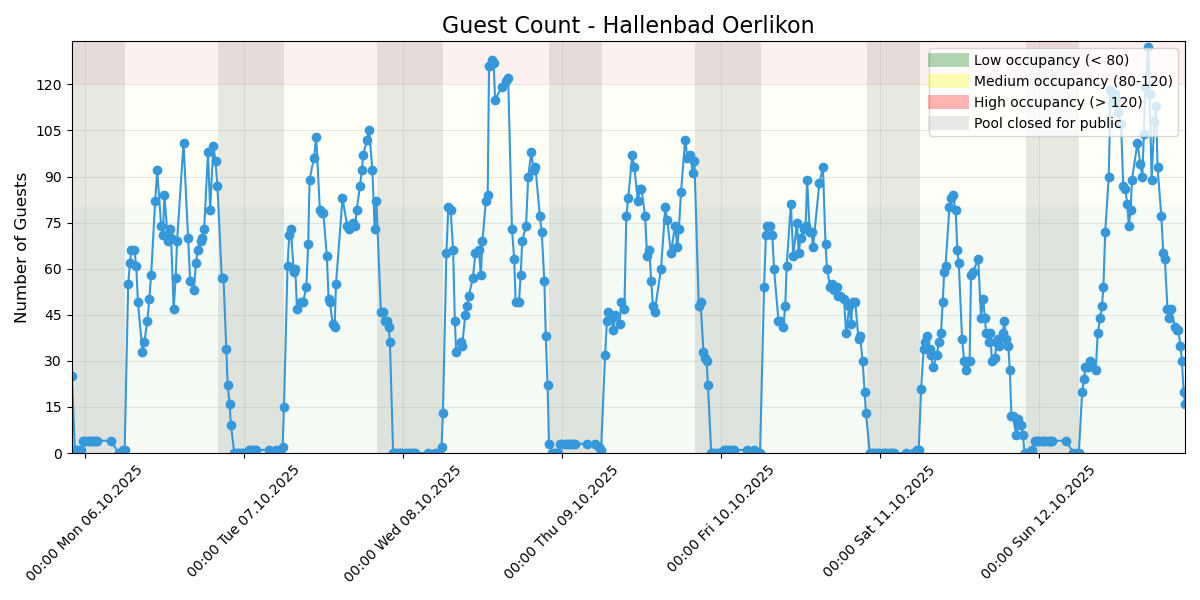 Guest Count - Hallenbad Oerlikon
Number of Guests
120
105
90
75
60
45
30
15
0
Low occupancy (< 80)
Medium occupancy (80-120)
High occupancy (> 120)
Pool closed for public
00:00 Mon 06.10.2025
00:00 Tue 07.10.2025
00:00 Wed 08.10.2025
00:00 Thu 09.10.2025
00:00 Fri 10.10.2025
00:00 Sat 11.10.2025
00:00 Sun 12.10.2025